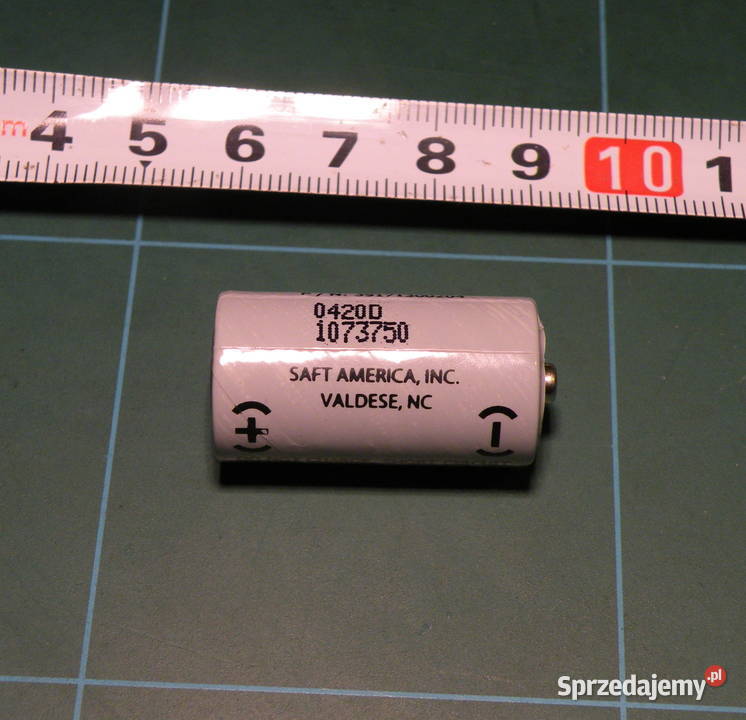 m 4 5 6 7 8 9 10 1
0420D
1073750
SAFT AMERICA, INC.
VALDESE, NC
(+) (−)
Sprzedajemy.pl